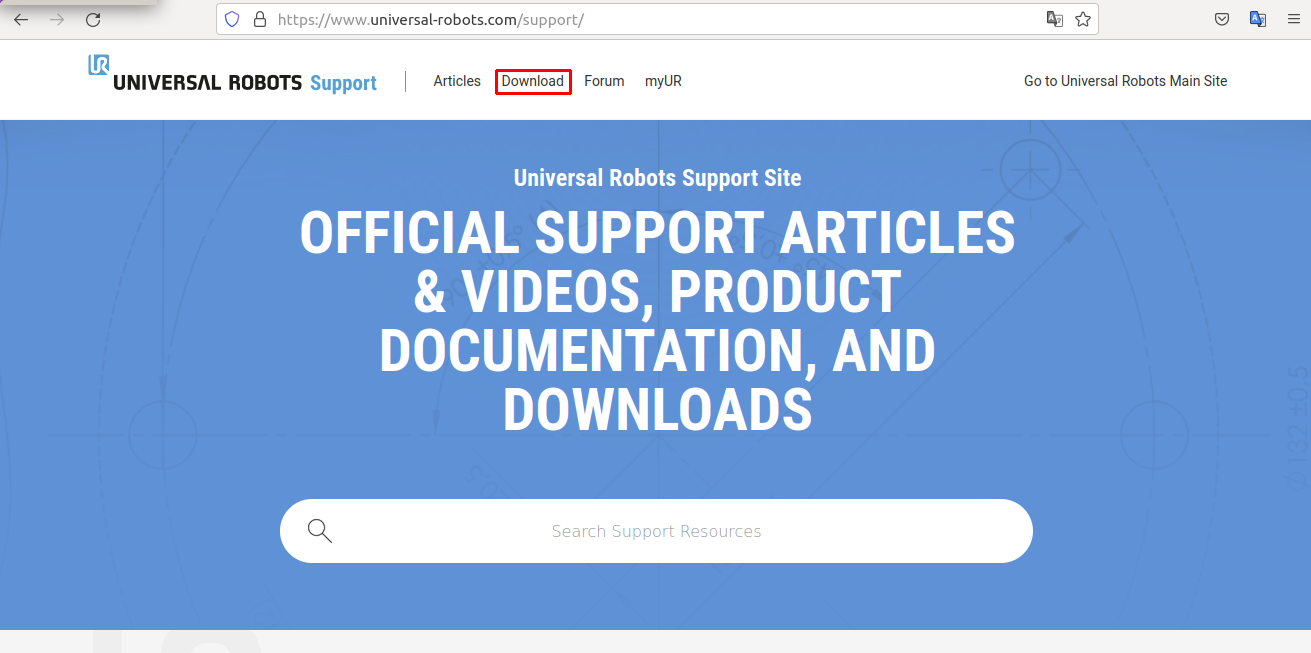 https://www.universal-robots.com/support/
UR
UNIVERSAL ROBOTS Support
Articles
Download
Forum
myUR
Go to Universal Robots Main Site
Universal Robots Support Site
OFFICIAL SUPPORT ARTICLES
& VIDEOS, PRODUCT
DOCUMENTATION, AND
DOWNLOADS
Search Support Resources